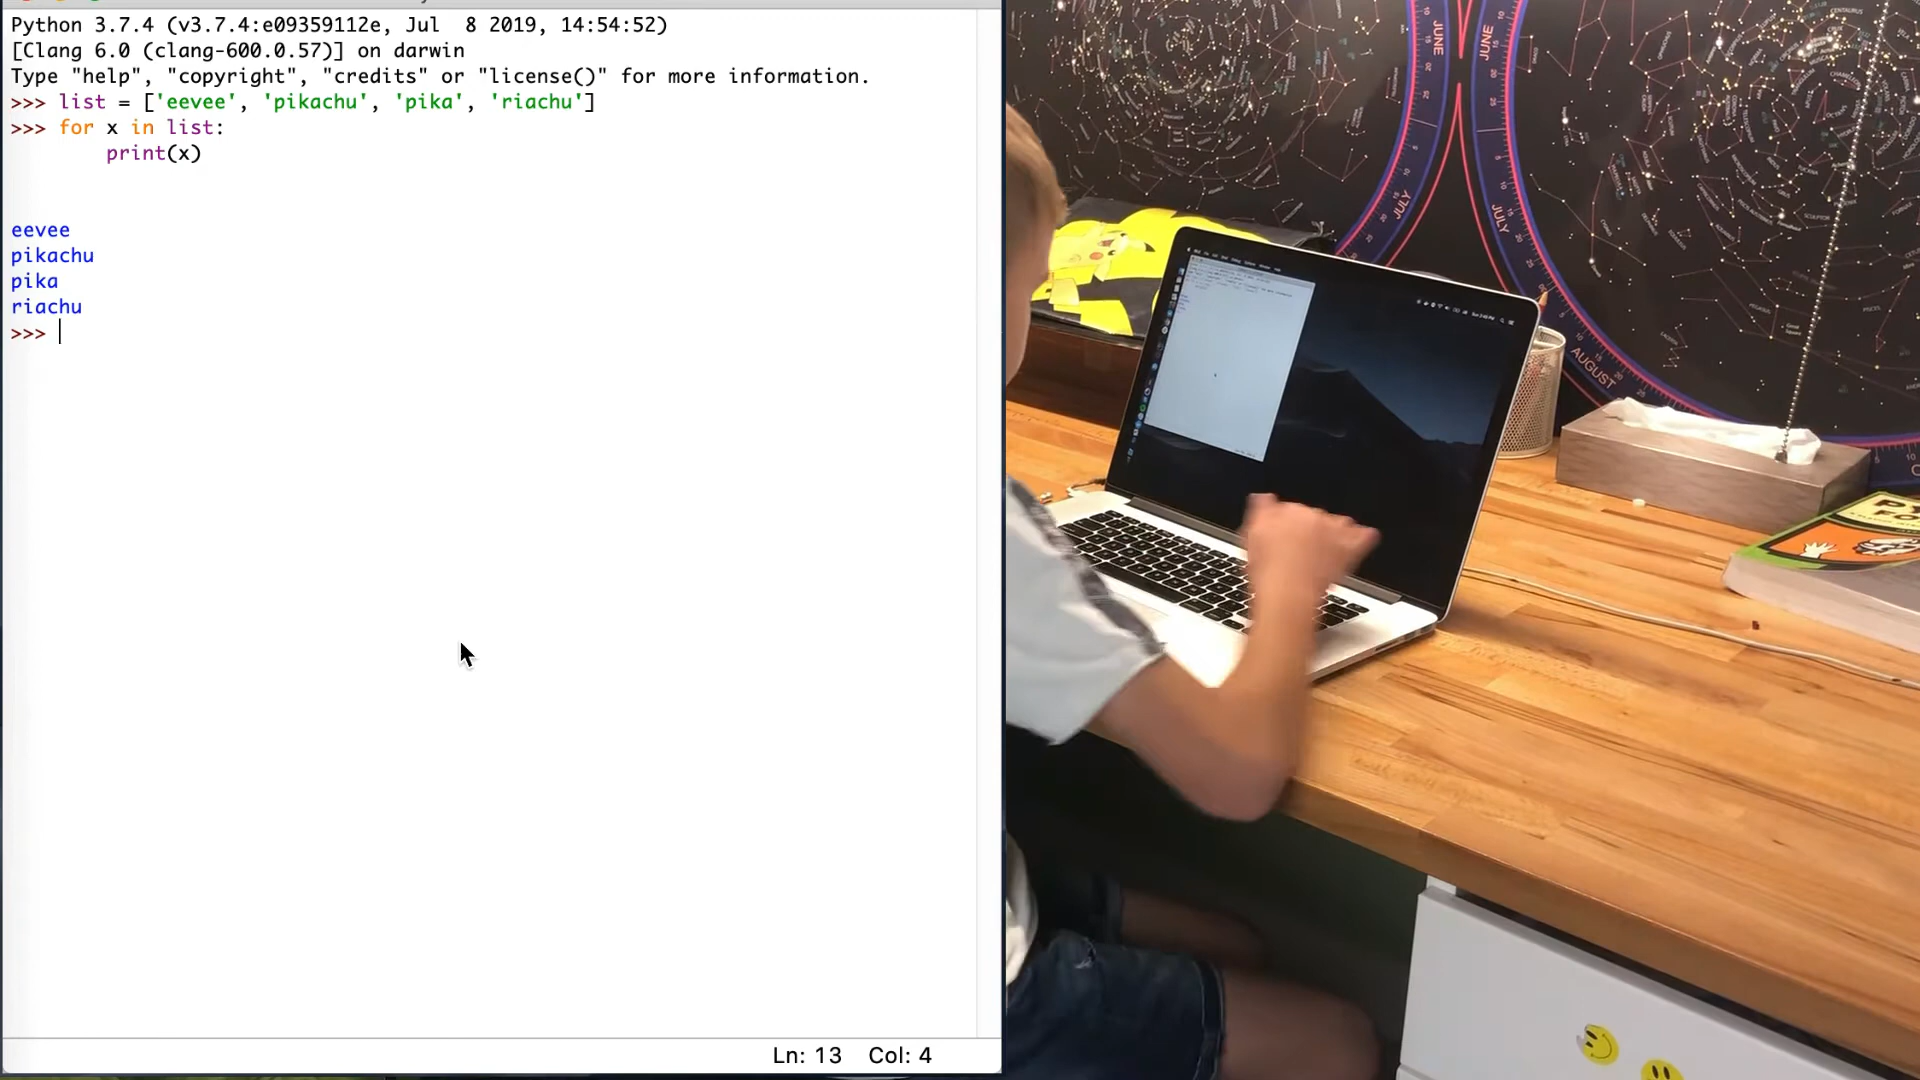 Python 3.7.4 (v3.7.4:e09359112e, Jul  8 2019, 14:54:52)
[Clang 6.0 (clang-600.0.57)] on darwin
Type "help", "copyright", "credits" or "license()" for more information.
>>> list = ['eevee', 'pikachu', 'pika', 'riachu']
>>> for x in list:
        print(x)
eevee
pikachu
pika
riachu
>>>
Ln: 13  Col: 4
JUNE
JUNE
JULY
JULY
AUGUST